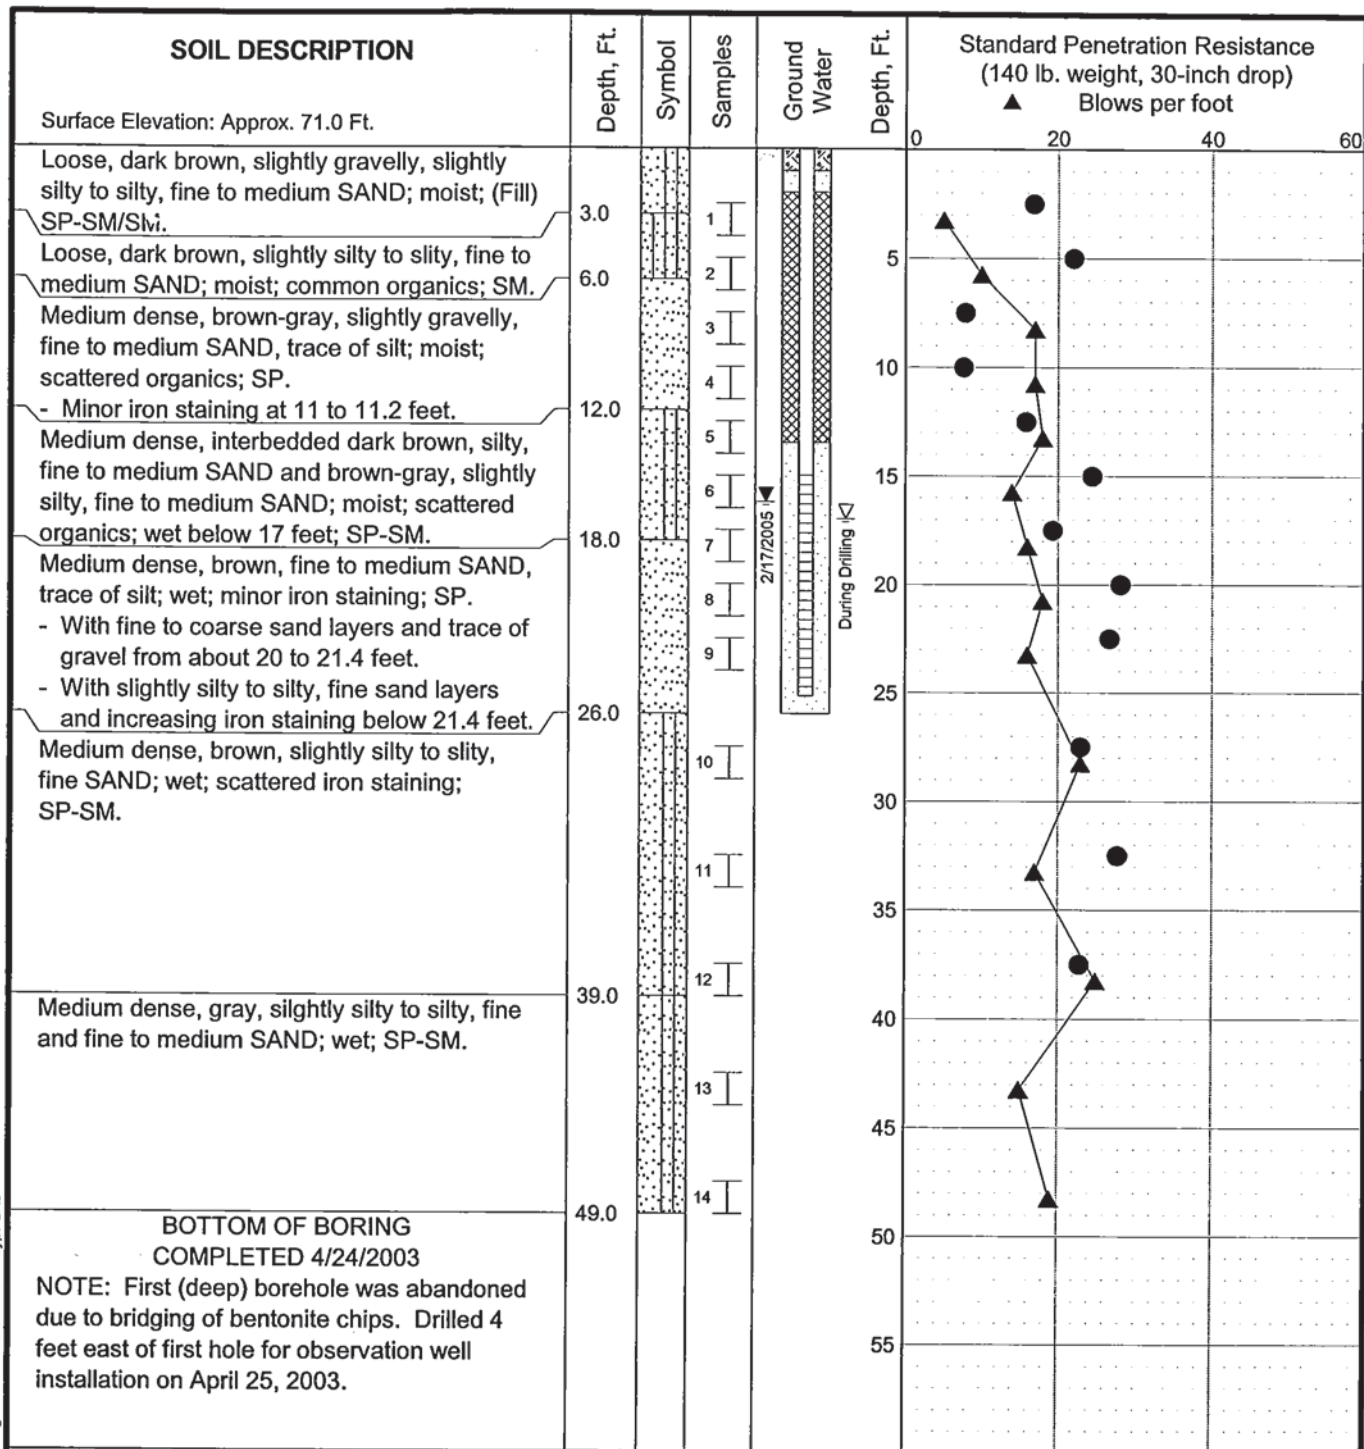 SOIL DESCRIPTION
Surface Elevation: Approx. 71.0 Ft.
Depth, Ft.
Symbol
Samples
Ground
Water
Depth, Ft.
Standard Penetration Resistance
(140 lb. weight, 30-inch drop)
▲ Blows per foot
0 20 40 60
Loose, dark brown, slightly gravelly, slightly
silty to silty, fine to medium SAND; moist; (Fill)
SP-SM/SM.
3.0
Loose, dark brown, slightly silty to slity, fine to
medium SAND; moist; common organics; SM.
6.0
Medium dense, brown-gray, slightly gravelly,
fine to medium SAND, trace of silt; moist;
scattered organics; SP.
- Minor iron staining at 11 to 11.2 feet.
12.0
Medium dense, interbedded dark brown, silty,
fine to medium SAND and brown-gray, slightly
silty, fine to medium SAND; moist; scattered
organics; wet below 17 feet; SP-SM.
18.0
Medium dense, brown, fine to medium SAND,
trace of silt; wet; minor iron staining; SP.
- With fine to coarse sand layers and trace of
gravel from about 20 to 21.4 feet.
- With slightly silty to silty, fine sand layers
and increasing iron staining below 21.4 feet.
26.0
Medium dense, brown, slightly silty to slity,
fine SAND; wet; scattered iron staining;
SP-SM.
39.0
Medium dense, gray, silghtly silty to silty, fine
and fine to medium SAND; wet; SP-SM.
49.0
BOTTOM OF BORING
COMPLETED 4/24/2003
NOTE: First (deep) borehole was abandoned
due to bridging of bentonite chips. Drilled 4
feet east of first hole for observation well
installation on April 25, 2003.
1
2
3
4
5
6
7
8
9
10
11
12
13
14
2/17/2005
During Drilling
5
10
15
20
25
30
35
40
45
50
55